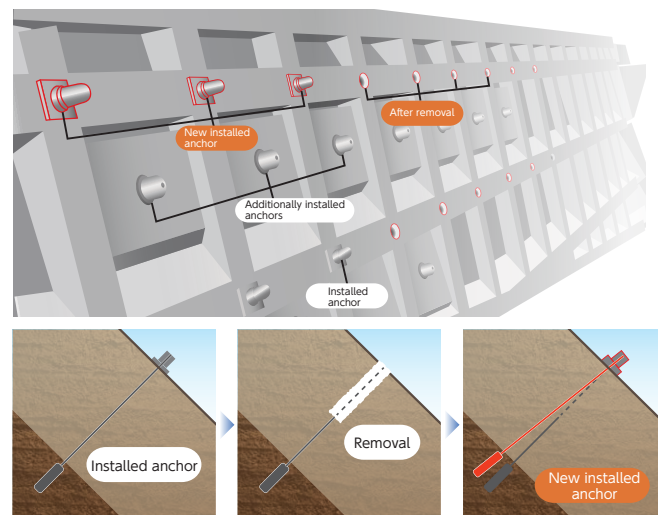 New installed
anchor
After removal
Additionally installed
anchors
Installed
anchor
Installed anchor
Removal
New installed
anchor